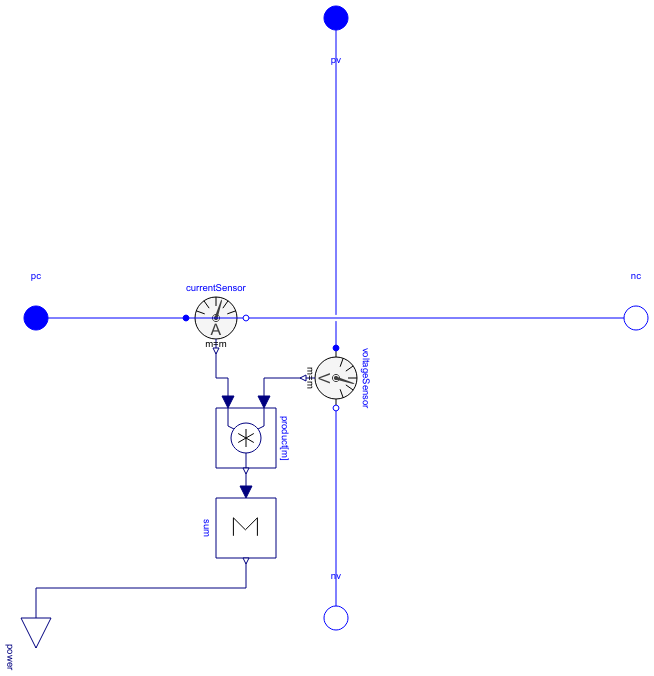 pv
pc
nc
currentSensor
A
m=m
voltageSensor
V
m=m
product[m]
sum
nv
power